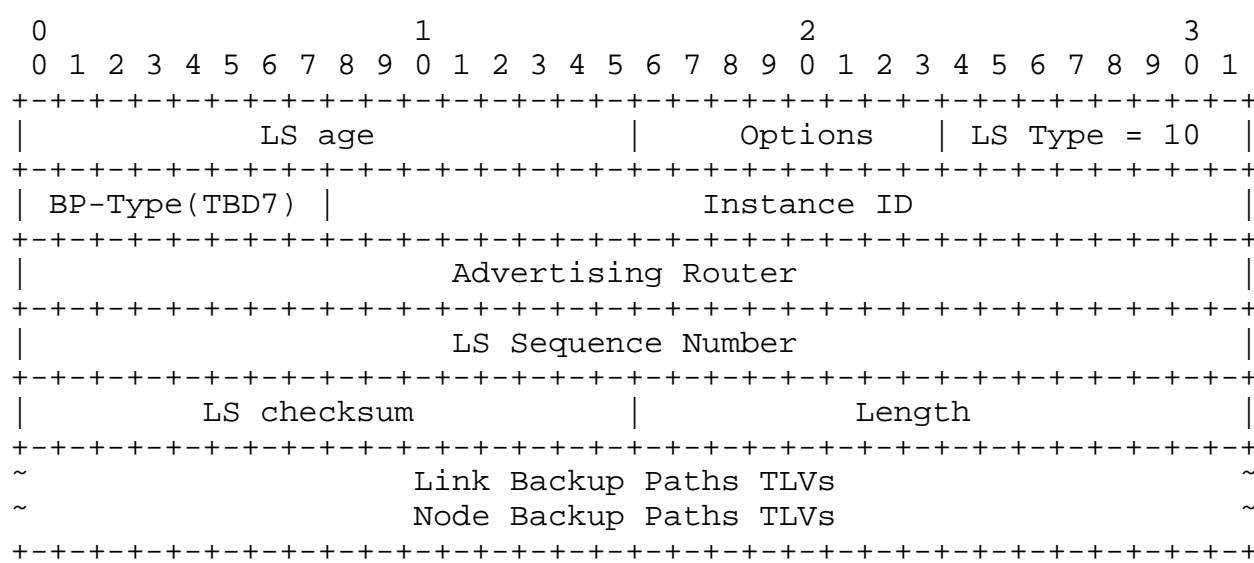 0                   1                   2                   3
 0 1 2 3 4 5 6 7 8 9 0 1 2 3 4 5 6 7 8 9 0 1 2 3 4 5 6 7 8 9 0 1
+-+-+-+-+-+-+-+-+-+-+-+-+-+-+-+-+-+-+-+-+-+-+-+-+-+-+-+-+-+-+-+-+
|            LS age             |     Options   | LS Type = 10  |
+-+-+-+-+-+-+-+-+-+-+-+-+-+-+-+-+-+-+-+-+-+-+-+-+-+-+-+-+-+-+-+-+
| BP-Type(TBD7) |                   Instance ID                 |
+-+-+-+-+-+-+-+-+-+-+-+-+-+-+-+-+-+-+-+-+-+-+-+-+-+-+-+-+-+-+-+-+
|                      Advertising Router                       |
+-+-+-+-+-+-+-+-+-+-+-+-+-+-+-+-+-+-+-+-+-+-+-+-+-+-+-+-+-+-+-+-+
|                      LS Sequence Number                       |
+-+-+-+-+-+-+-+-+-+-+-+-+-+-+-+-+-+-+-+-+-+-+-+-+-+-+-+-+-+-+-+-+
|         LS checksum           |           Length              |
+-+-+-+-+-+-+-+-+-+-+-+-+-+-+-+-+-+-+-+-+-+-+-+-+-+-+-+-+-+-+-+-+
~                    Link Backup Paths TLVs                     ~
~                    Node Backup Paths TLVs                     ~
+-+-+-+-+-+-+-+-+-+-+-+-+-+-+-+-+-+-+-+-+-+-+-+-+-+-+-+-+-+-+-+-+